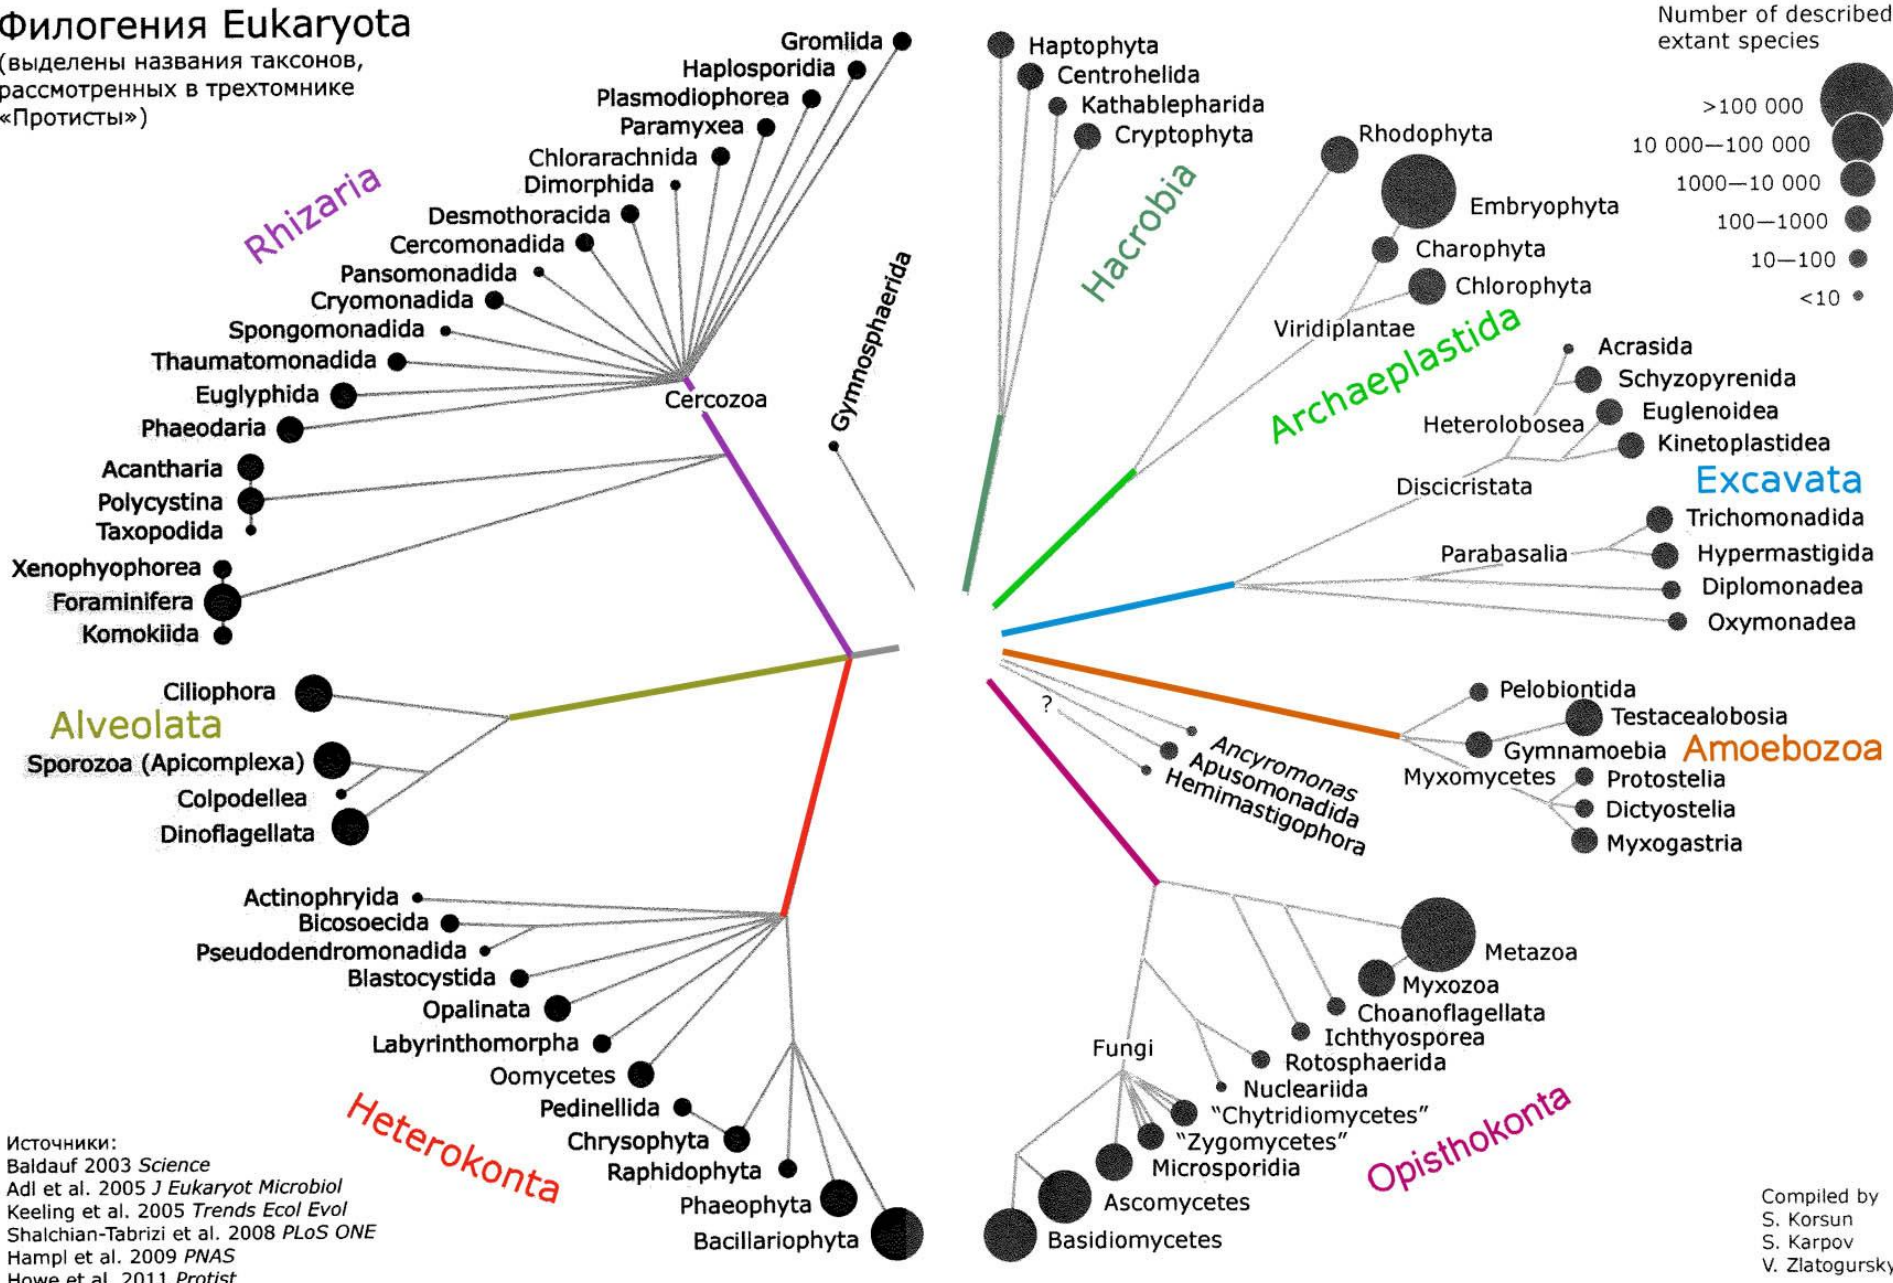 Филогения Eukaryota
(выделены названия таксонов,
рассмотренных в трехтомнике
«Протисты»)
Rhizaria
Gromiida
Haplosporidia
Plasmodiophorea
Paramyxea
Chlorarachnida
Dimorphida
Desmothoracida
Cercomonadida
Pansomonadida
Cryomonadida
Spongomonadida
Thaumatomonadida
Euglyphida
Phaeodaria
Cercozoa
Acantharia
Polycystina
Taxopodida
Xenophyophorea
Foraminifera
Komokiida
Gymnosphaerida
Alveolata
Ciliophora
Sporozoa (Apicomplexa)
Colpodellea
Dinoflagellata
Heterokonta
Actinophryida
Bicosoecida
Pseudodendromonadida
Blastocystida
Opalinata
Labyrinthomorpha
Oomycetes
Pedinellida
Chrysophyta
Raphidophyta
Phaeophyta
Bacillariophyta
Hacrobia
Haptophyta
Centrohelida
Kathablepharida
Cryptophyta
Archaeplastida
Rhodophyta
Embryophyta
Charophyta
Chlorophyta
Viridiplantae
Excavata
Acrasida
Schyzopyrenida
Heterolobosea
Euglenoidea
Kinetoplastidea
Discicristata
Trichomonadida
Parabasalia
Hypermastigida
Diplomonadea
Oxymonadea
Amoebozoa
Pelobiontida
Testacealobosia
Gymnamoebia
Myxomycetes
Protostelia
Dictyostelia
Myxogastria
?
Ancyromonas
Apusomonadida
Hemimastigophora
Opisthokonta
Metazoa
Myxozoa
Choanoflagellata
Ichthyosporea
Rotosphaerida
Nucleariida
Fungi
“Chytridiomycetes”
“Zygomycetes”
Microsporidia
Ascomycetes
Basidiomycetes
Number of described
extant species
>100 000
10 000—100 000
1000—10 000
100—1000
10—100
<10
Источники:
Baldauf 2003 Science
Adl et al. 2005 J Eukaryot Microbiol
Keeling et al. 2005 Trends Ecol Evol
Shalchian-Tabrizi et al. 2008 PLoS ONE
Hampl et al. 2009 PNAS
Howe et al. 2011 Protist
Compiled by
S. Korsun
S. Karpov
V. Zlatogursky